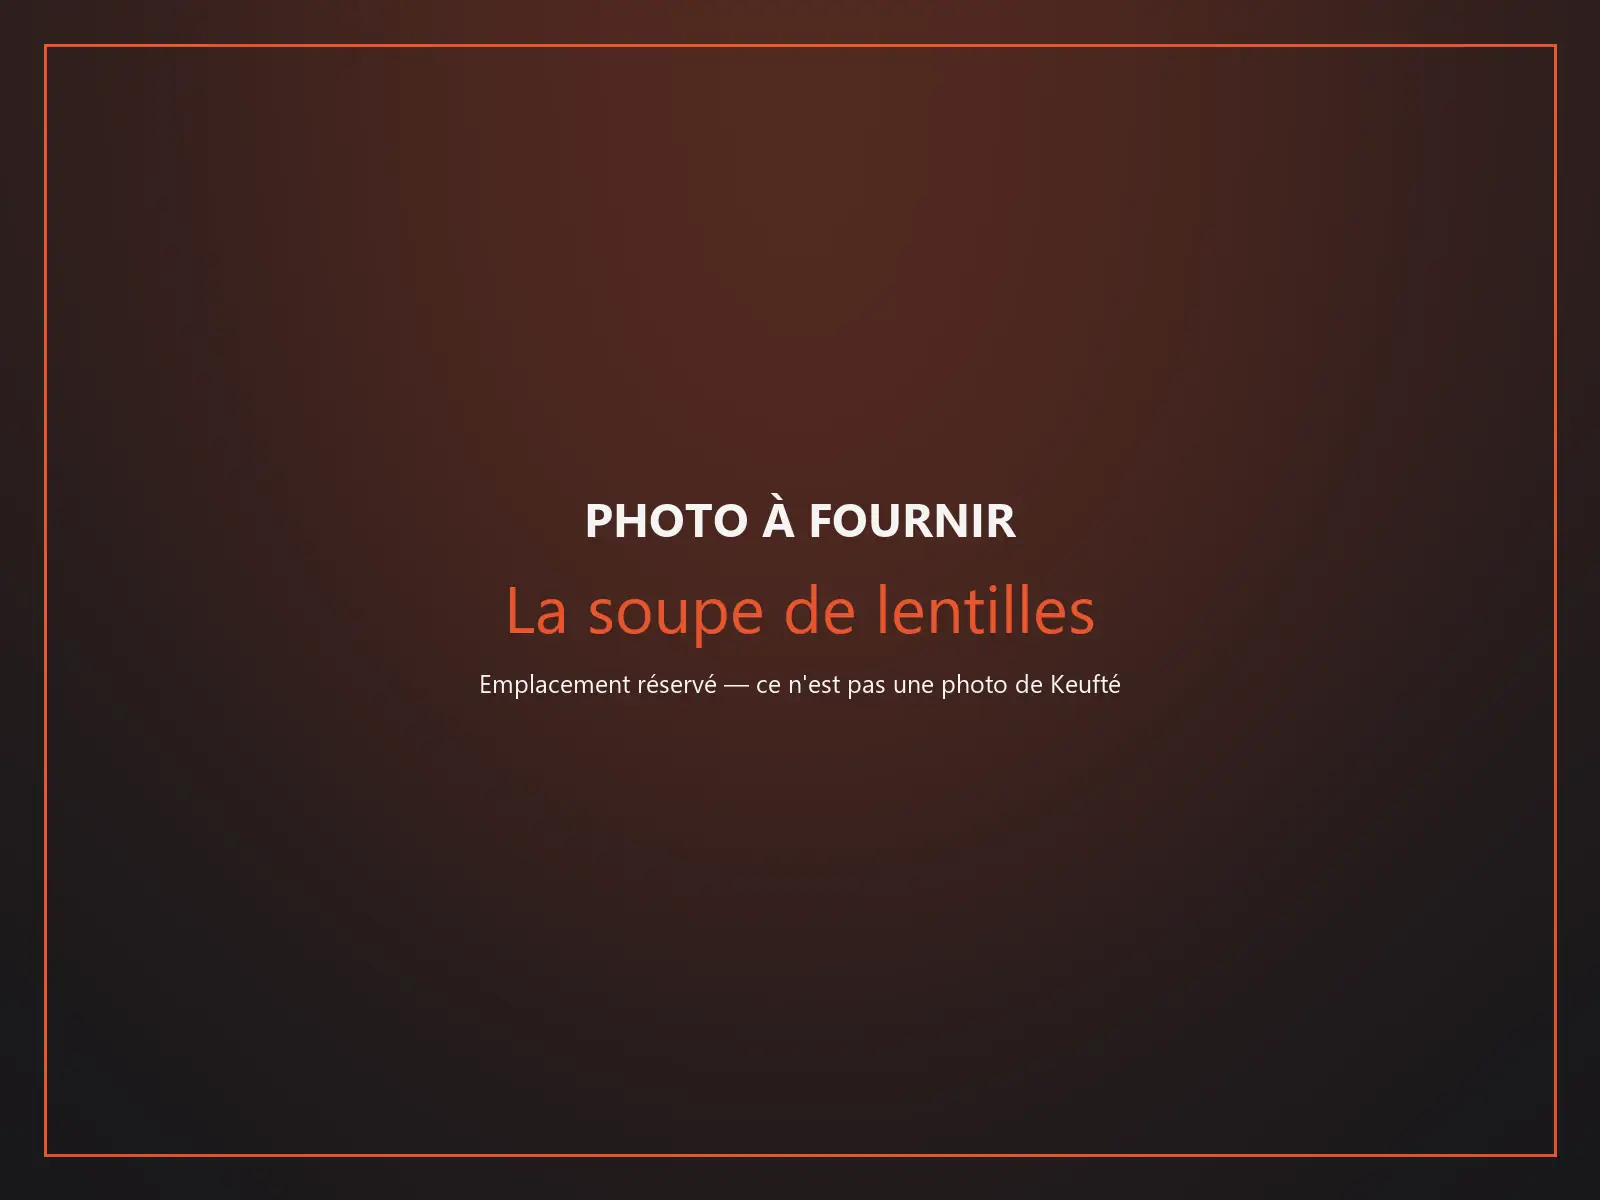 PHOTO À FOURNIR
La soupe de lentilles
Emplacement réservé — ce n'est pas une photo de Keufté